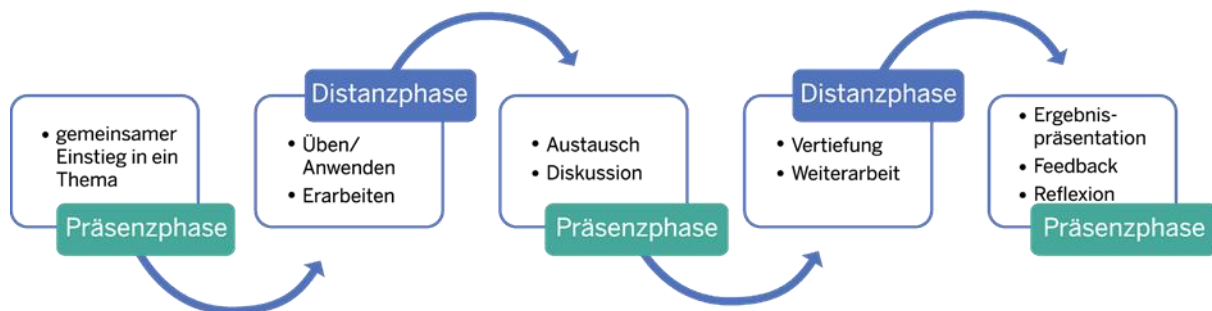 • gemeinsamer
Einstieg in ein
Thema
Präsenzphase
Distanzphase
• Üben/
Anwenden
• Erarbeiten
• Austausch
• Diskussion
Präsenzphase
Distanzphase
• Vertiefung
• Weiterarbeit
• Ergebnis-
präsentation
• Feedback
• Reflexion
Präsenzphase